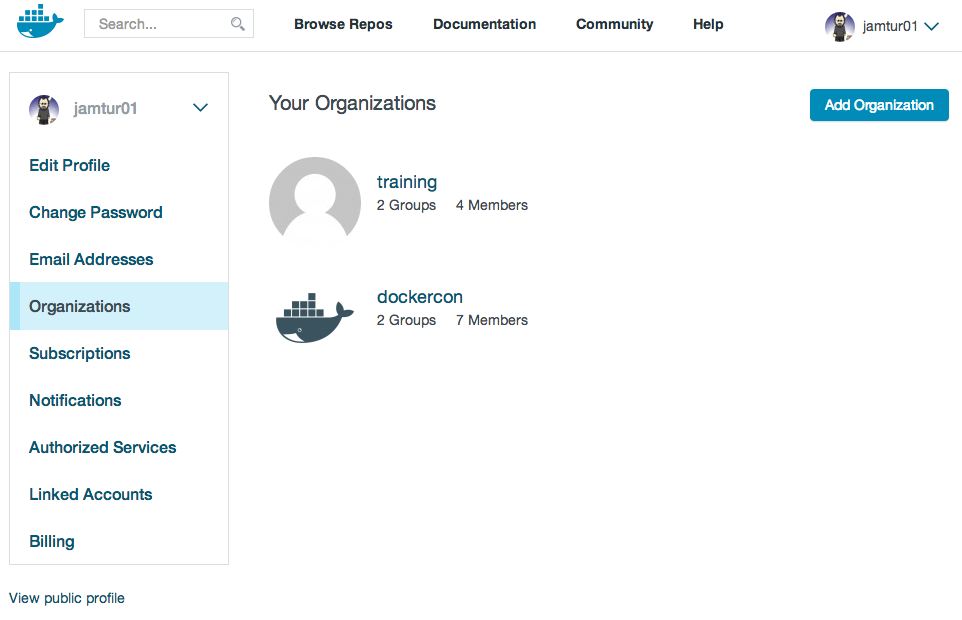 Search...
Browse Repos
Documentation
Community
Help
jamtur01
jamtur01
Edit Profile
Change Password
Email Addresses
Organizations
Subscriptions
Notifications
Authorized Services
Linked Accounts
Billing
View public profile
Your Organizations
Add Organization
training
2 Groups 4 Members
dockercon
2 Groups 7 Members